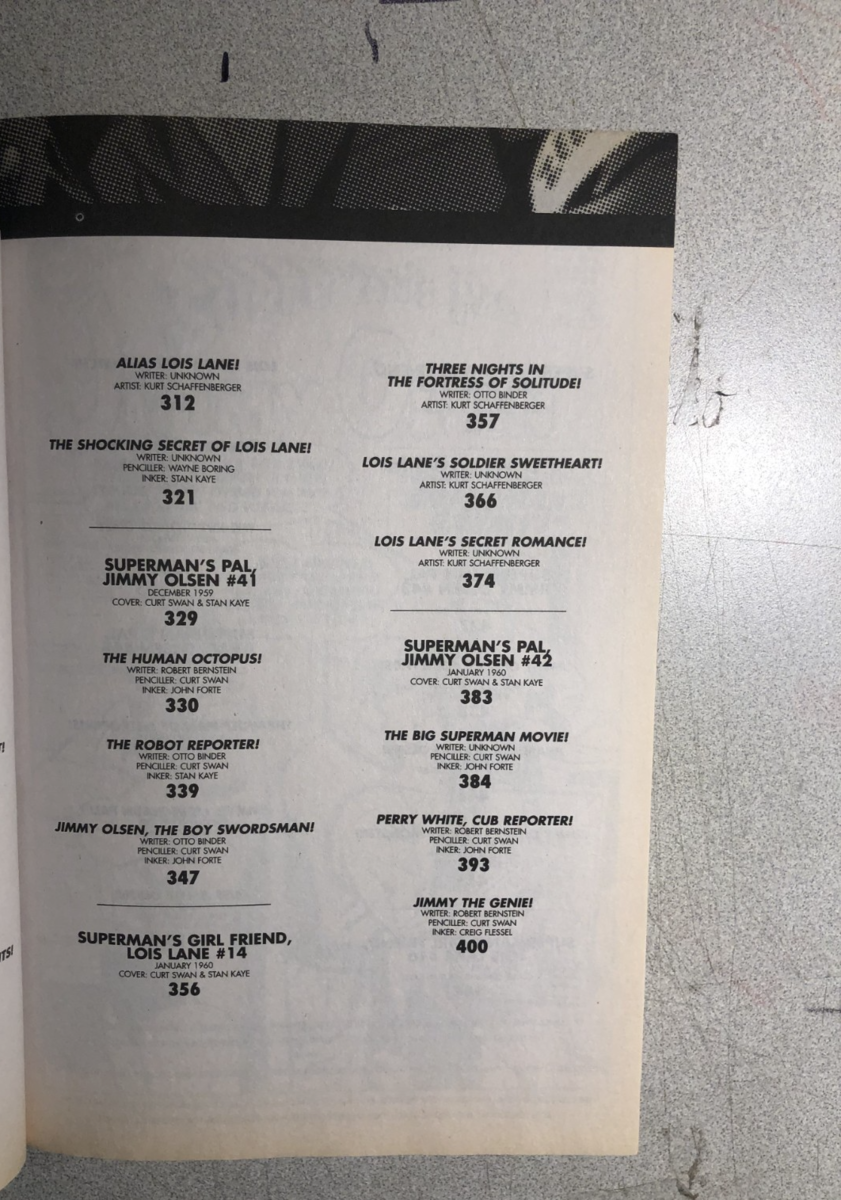 ALIAS LOIS LANE!
WRITER: UNKNOWN
ARTIST: KURT SCHAFFENBERGER
312
THE SHOCKING SECRET OF LOIS LANE!
WRITER: UNKNOWN
PENCILLER: WAYNE BORING
INKER: STAN KAYE
321
SUPERMAN'S PAL,
JIMMY OLSEN #41
DECEMBER 1959
COVER: CURT SWAN & STAN KAYE
329
THE HUMAN OCTOPUS!
WRITER: ROBERT BERNSTEIN
PENCILLER: CURT SWAN
INKER: JOHN FORTE
330
THE ROBOT REPORTER!
WRITER: OTTO BINDER
PENCILLER: CURT SWAN
INKER: STAN KAYE
339
JIMMY OLSEN, THE BOY SWORDSMAN!
WRITER: OTTO BINDER
PENCILLER: CURT SWAN
INKER: JOHN FORTE
347
SUPERMAN'S GIRL FRIEND,
LOIS LANE #14
JANUARY 1960
COVER: CURT SWAN & STAN KAYE
356
THREE NIGHTS IN
THE FORTRESS OF SOLITUDE!
WRITER: OTTO BINDER
ARTIST: KURT SCHAFFENBERGER
357
LOIS LANE'S SOLDIER SWEETHEART!
WRITER: UNKNOWN
ARTIST: KURT SCHAFFENBERGER
366
LOIS LANE'S SECRET ROMANCE!
WRITER: UNKNOWN
ARTIST: KURT SCHAFFENBERGER
374
SUPERMAN'S PAL,
JIMMY OLSEN #42
JANUARY 1960
COVER: CURT SWAN & STAN KAYE
383
THE BIG SUPERMAN MOVIE!
WRITER: UNKNOWN
PENCILLER: CURT SWAN
INKER: JOHN FORTE
384
PERRY WHITE, CUB REPORTER!
WRITER: ROBERT BERNSTEIN
PENCILLER: CURT SWAN
INKER: JOHN FORTE
393
JIMMY THE GENIE!
WRITER: ROBERT BERNSTEIN
PENCILLER: CURT SWAN
INKER: CREIG FLESSEL
400